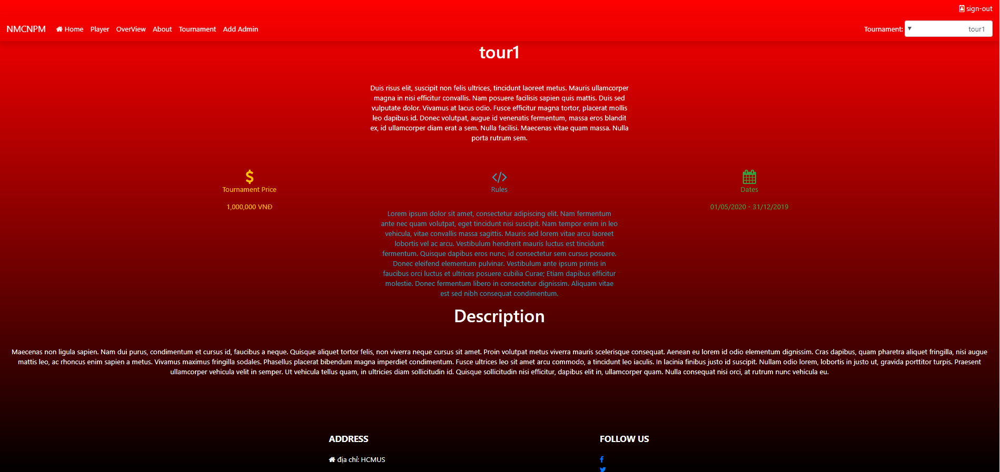 sign-out
NMCNPM Home Player OverView About Tournament Add Admin Tournament: tour1
tour1
Duis risus elit, suscipit non felis ultrices, tincidunt laoreet metus. Mauris ullamcorper
magna in nisi efficitur convallis. Nam posuere facilisis sapien quis mattis. Duis sed
vulputate dolor. Vivamus at lacus odio. Fusce efficitur magna tortor, placerat mollis
leo dapibus id. Donec volutpat, augue id venenatis fermentum, massa eros blandit
ex, id ullamcorper diam erat a sem. Nulla facilisi. Maecenas vitae quam massa. Nulla
porta rutrum sem.
Tournament Price
1,000,000 VNĐ
Rules
Lorem ipsum dolor sit amet, consectetur adipiscing elit. Nam fermentum
ante nec quam volutpat, eget tincidunt nisi suscipit. Nam tempor enim in leo
vehicula, vitae convallis massa sagittis. Mauris sed lorem vitae arcu laoreet
lobortis vel ac arcu. Vestibulum hendrerit mauris luctus est tincidunt
fermentum. Quisque dapibus eros nunc, id consectetur sem cursus posuere.
Donec eleifend elementum pulvinar. Vestibulum ante ipsum primis in
faucibus orci luctus et ultrices posuere cubilia Curae; Etiam dapibus efficitur
molestie. Donec fermentum libero in consectetur dignissim. Aliquam vitae
est sed nibh consequat condimentum.
Dates
01/05/2020 - 31/12/2019
Description
Maecenas non ligula sapien. Nam dui purus, condimentum et cursus id, faucibus a neque. Quisque aliquet tortor felis, non viverra neque cursus sit amet. Proin volutpat metus viverra mauris scelerisque consequat. Aenean eu lorem id odio elementum dignissim. Cras dapibus, quam pharetra aliquet fringilla, nisi augue
mattis leo, ac rhoncus enim sapien a metus. Vivamus maximus fringilla sodales. Phasellus placerat bibendum magna imperdiet condimentum. Fusce ultrices leo sit amet arcu commodo, a tincidunt leo iaculis. In lacinia finibus justo id suscipit. Nullam odio lorem, lobortis in justo ut, gravida porttitor turpis. Praesent
ullamcorper vehicula velit in semper. Ut vehicula tellus quam, in ultricies diam sollicitudin id. Quisque sollicitudin nisi efficitur, dapibus elit in, ullamcorper quam. Nulla consequat nisi orci, at rutrum nunc vehicula eu.
ADDRESS
địa chỉ: HCMUS
FOLLOW US